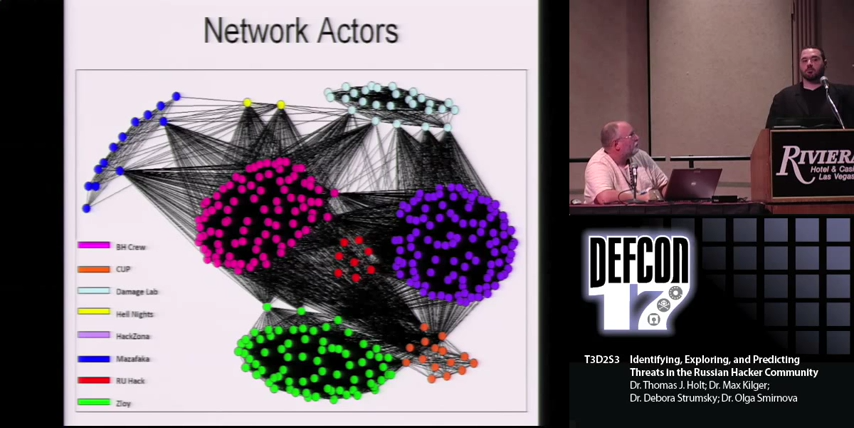 Network Actors
BH Crew
CUP
Damage Lab
Hell Nights
HackZona
Mazafaka
RU Hack
Zloy
RIVIERA
Hotel & Casi
Las Vegas
DEFCON
17
T3D2S3 Identifying, Exploring, and Predicting
Threats in the Russian Hacker Community
Dr. Thomas J. Holt; Dr. Max Kilger;
Dr. Debora Strumsky; Dr. Olga Smirnova